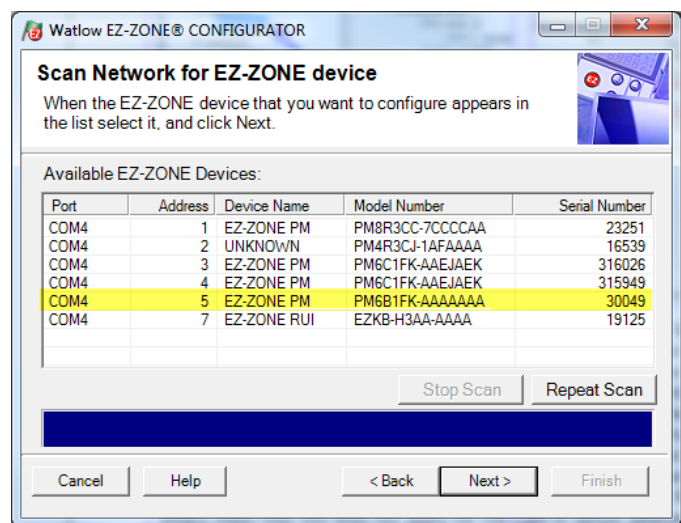 Watlow EZ-ZONE® CONFIGURATOR
Scan Network for EZ-ZONE device
When the EZ-ZONE device that you want to configure appears in
the list select it, and click Next.
Available EZ-ZONE Devices:
Port Address Device Name Model Number Serial Number
COM4 1 EZ-ZONE PM PM8R3CC-7CCCCAA 23251
COM4 2 UNKNOWN PM4R3CJ-1AFAAAA 16539
COM4 3 EZ-ZONE PM PM6C1FK-AAEJAEK 316026
COM4 4 EZ-ZONE PM PM6C1FK-AAEJAEK 315949
COM4 5 EZ-ZONE PM PM6B1FK-AAAAAAA 30049
COM4 7 EZ-ZONE RUI EZKB-H3AA-AAAA 19125
Stop Scan Repeat Scan
Cancel Help < Back Next > Finish